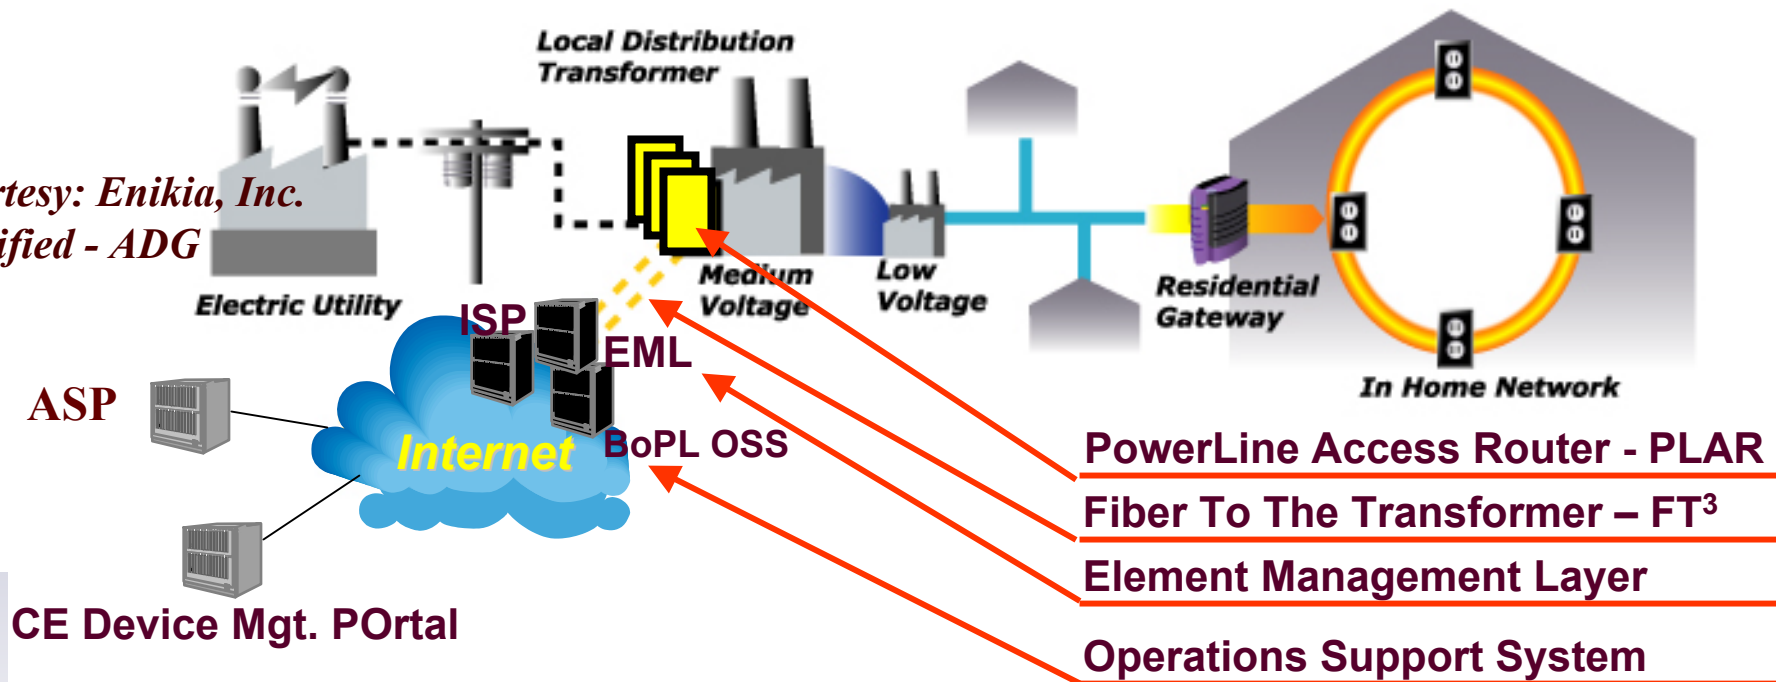 Local Distribution
Transformer
rtesy: Enikia, Inc.
ified - ADG
Electric Utility
Medium
Voltage
Low
Voltage
Residential
Gateway
In Home Network
ISP
EML
ASP
Internet
BoPL OSS
CE Device Mgt. POrtal
PowerLine Access Router - PLAR
Fiber To The Transformer – FT³
Element Management Layer
Operations Support System